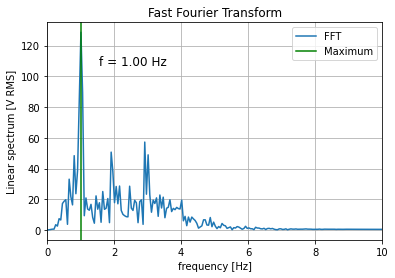 Fast Fourier Transform
Linear spectrum [V RMS]
120
100
80
60
40
20
0
f = 1.00 Hz
FFT
Maximum
0 2 4 6 8 10
frequency [Hz]